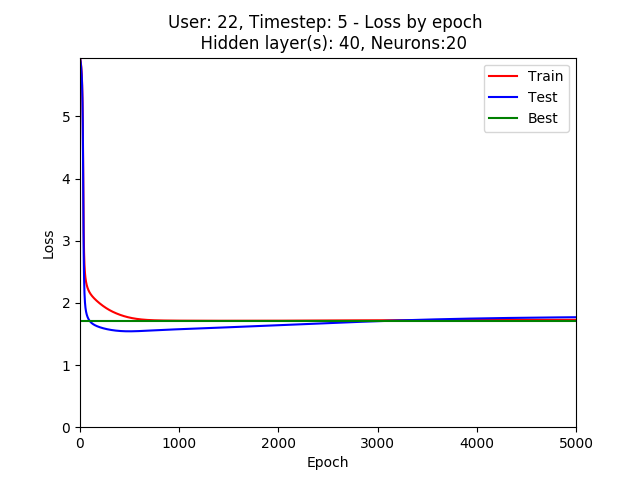 User: 22, Timestep: 5 - Loss by epoch
Hidden layer(s): 40, Neurons:20
Train
Test
Best
5
4
3
2
1
0
Loss
0 1000 2000 3000 4000 5000
Epoch